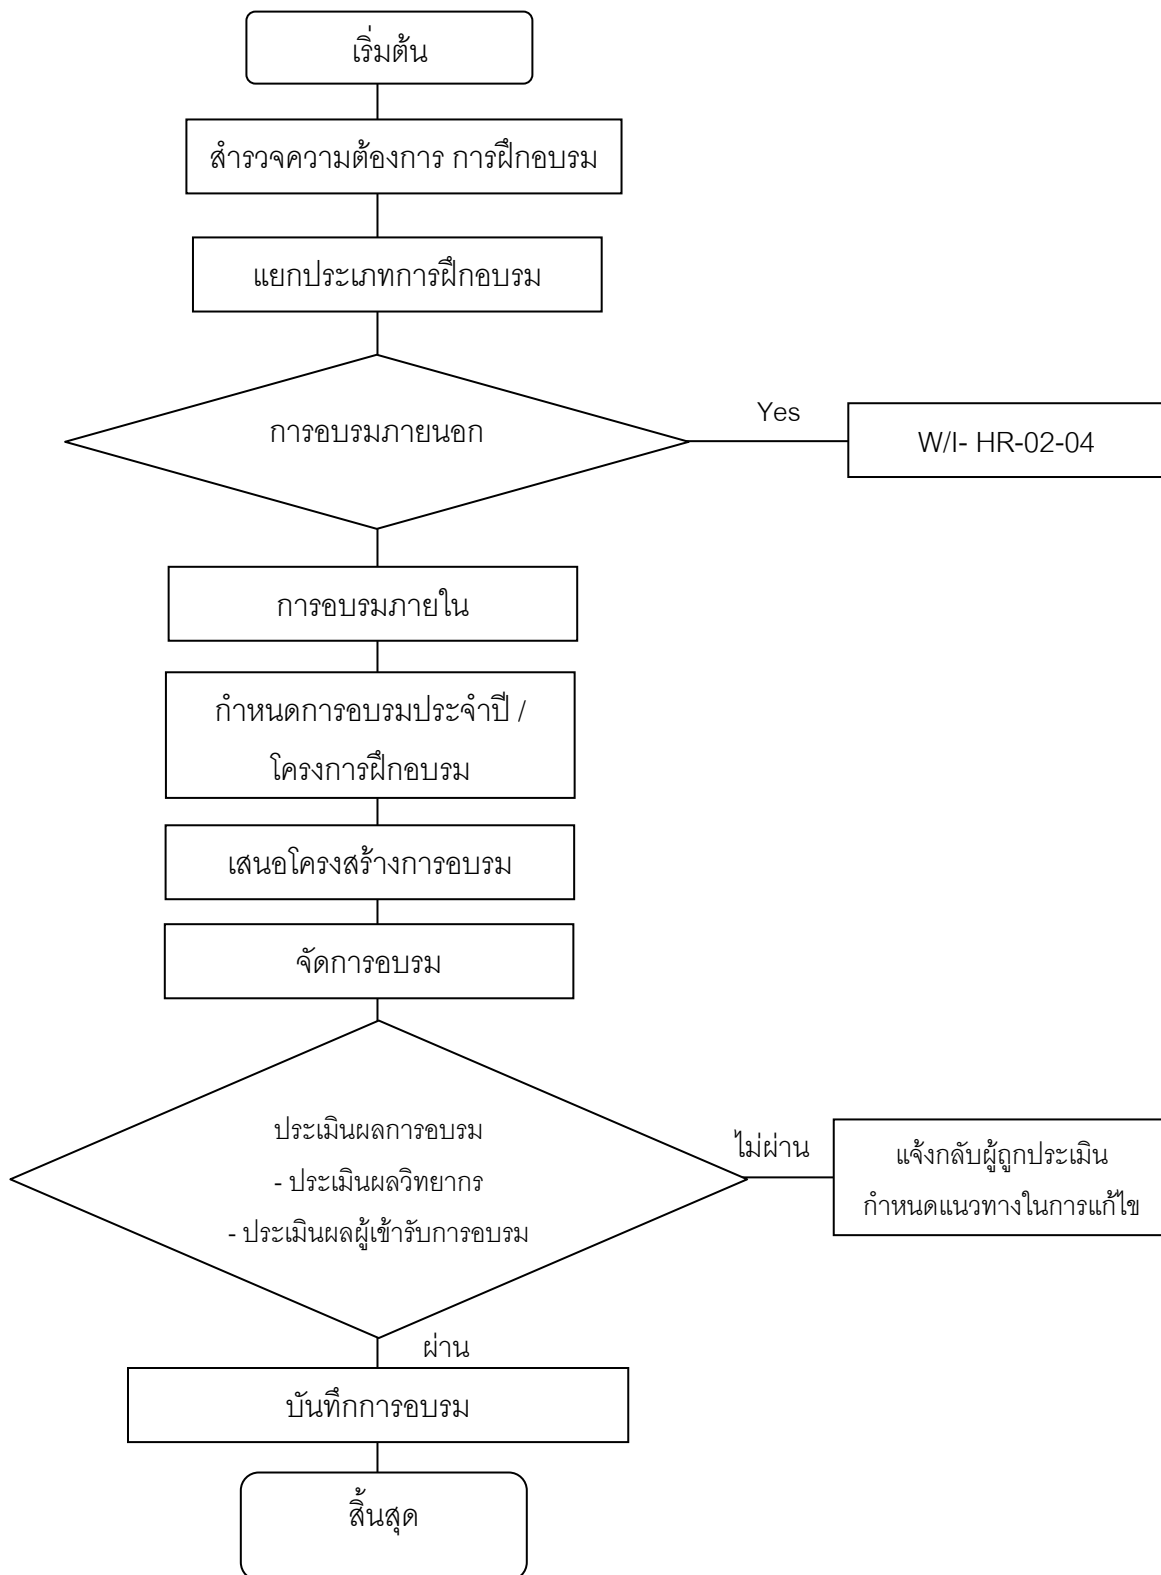 เริ่มต้น
สำรวจความต้องการ การฝึกอบรม
แยกประเภทการฝึกอบรม
การอบรมภายนอก
Yes
W/I- HR-02-04
การอบรมภายใน
กำหนดการอบรมประจำปี /
โครงการฝึกอบรม
เสนอโครงสร้างการอบรม
จัดการอบรม
ประเมินผลการอบรม
- ประเมินผลวิทยากร
- ประเมินผลผู้เข้ารับการอบรม
ไม่ผ่าน
แจ้งกลับผู้ถูกประเมิน
กำหนดแนวทางในการแก้ไข
ผ่าน
บันทึกการอบรม
สิ้นสุด